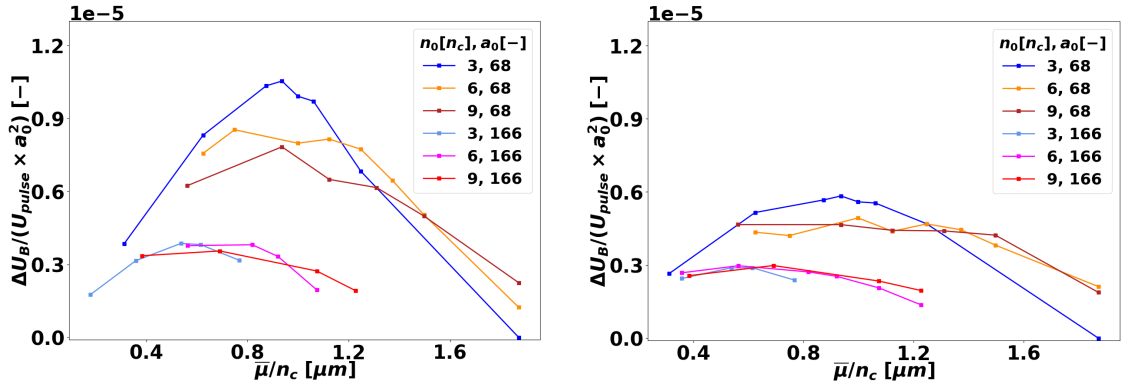 1e−5
1.2
0.9
0.6
0.3
0.0
ΔU_B/(U_pulse × a_0^2) [−]
0.4 0.8 1.2 1.6
μ̅/n_c [μm]
n_0[n_c], a_0[−]
3, 68
6, 68
9, 68
3, 166
6, 166
9, 166
1e−5
1.2
0.9
0.6
0.3
0.0
ΔU_B/(U_pulse × a_0^2) [−]
0.4 0.8 1.2 1.6
μ̅/n_c [μm]
n_0[n_c], a_0[−]
3, 68
6, 68
9, 68
3, 166
6, 166
9, 166